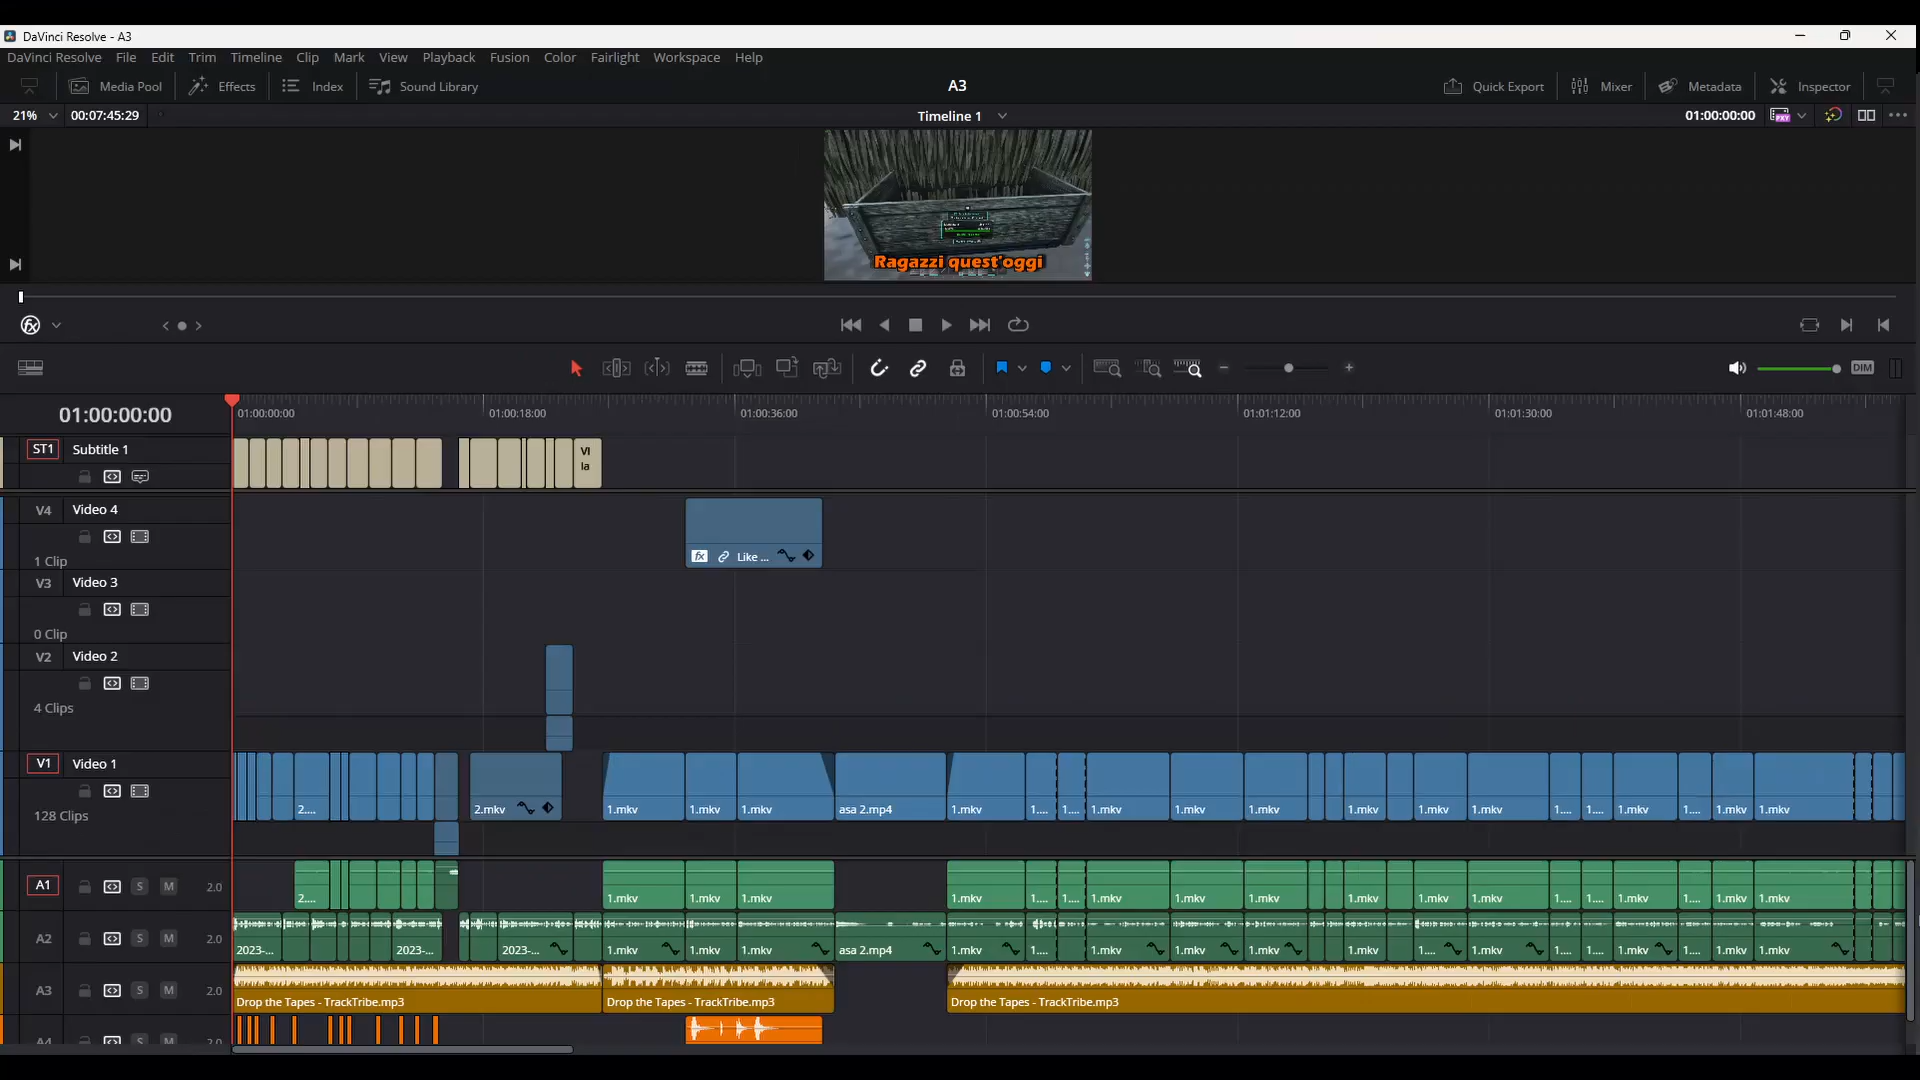 DaVinci Resolve - A3
DaVinci Resolve File Edit Trim Timeline Clip Mark View Playback Fusion Color Fairlight Workspace Help
Media Pool Effects Index Sound Library A3 Quick Export Mixer Metadata Inspector
21% 00:07:45:29 Timeline 1 01:00:00:00 PXY
Ragazzi quest'oggi
fx
DIM
01:00:00:00 01:00:00:00 01:00:18:00 01:00:36:00 01:00:54:00 01:01:12:00 01:01:30:00 01:01:48:00
ST1 Subtitle 1 VI
la
V4 Video 4
fx Like ...
1 Clip
V3 Video 3
0 Clip
V2 Video 2
4 Clips
V1 Video 1
2.... 2.mkv 1.mkv 1.mkv 1.mkv asa 2.mp4 1.mkv 1.... 1.... 1.mkv 1.mkv 1.mkv 1.mkv 1.... 1.mkv 1.... 1.... 1.mkv 1.... 1.mkv 1.mkv
128 Clips
A1 S M 2.0
2.... 1.mkv 1.mkv 1.mkv 1.mkv 1.... 1.... 1.mkv 1.mkv 1.mkv 1.mkv 1.... 1.mkv 1.... 1.... 1.mkv 1.... 1.mkv 1.mkv
A2 S M 2.0
2023-... 2023-... 2023-... 1.mkv 1.mkv 1.mkv asa 2.mp4 1.mkv 1.... 1.mkv 1.mkv 1.mkv 1.mkv 1.... 1.mkv 1.... 1.... 1.mkv 1.... 1.mkv 1.mkv
A3 S M 2.0
Drop the Tapes - TrackTribe.mp3 Drop the Tapes - TrackTribe.mp3 Drop the Tapes - TrackTribe.mp3
A4 S M 2.0